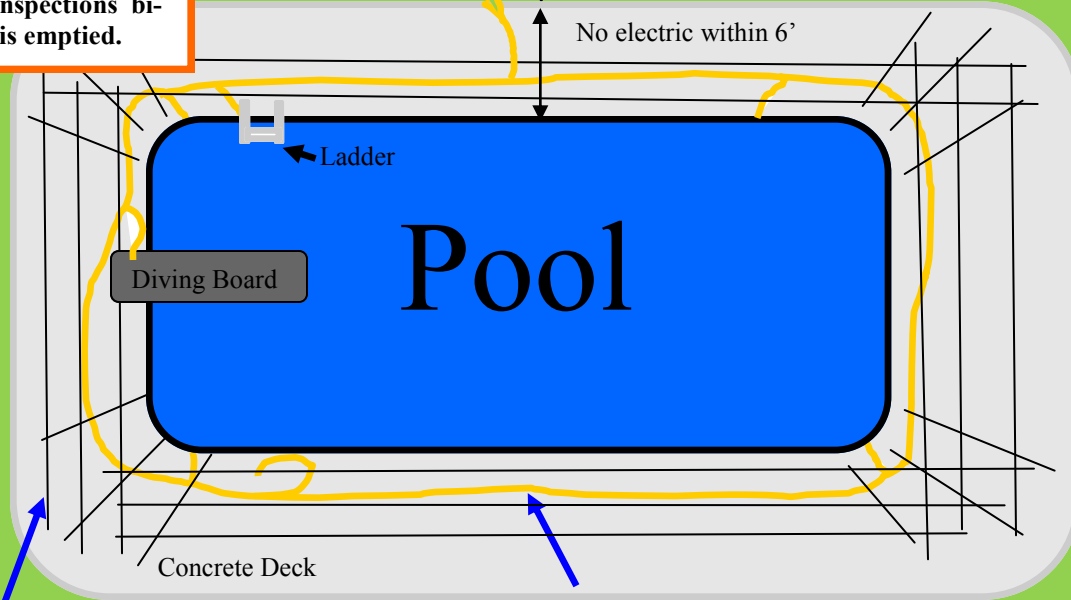 nspections bi-
is emptied.
No electric within 6’
Ladder
Pool
Diving Board
Concrete Deck